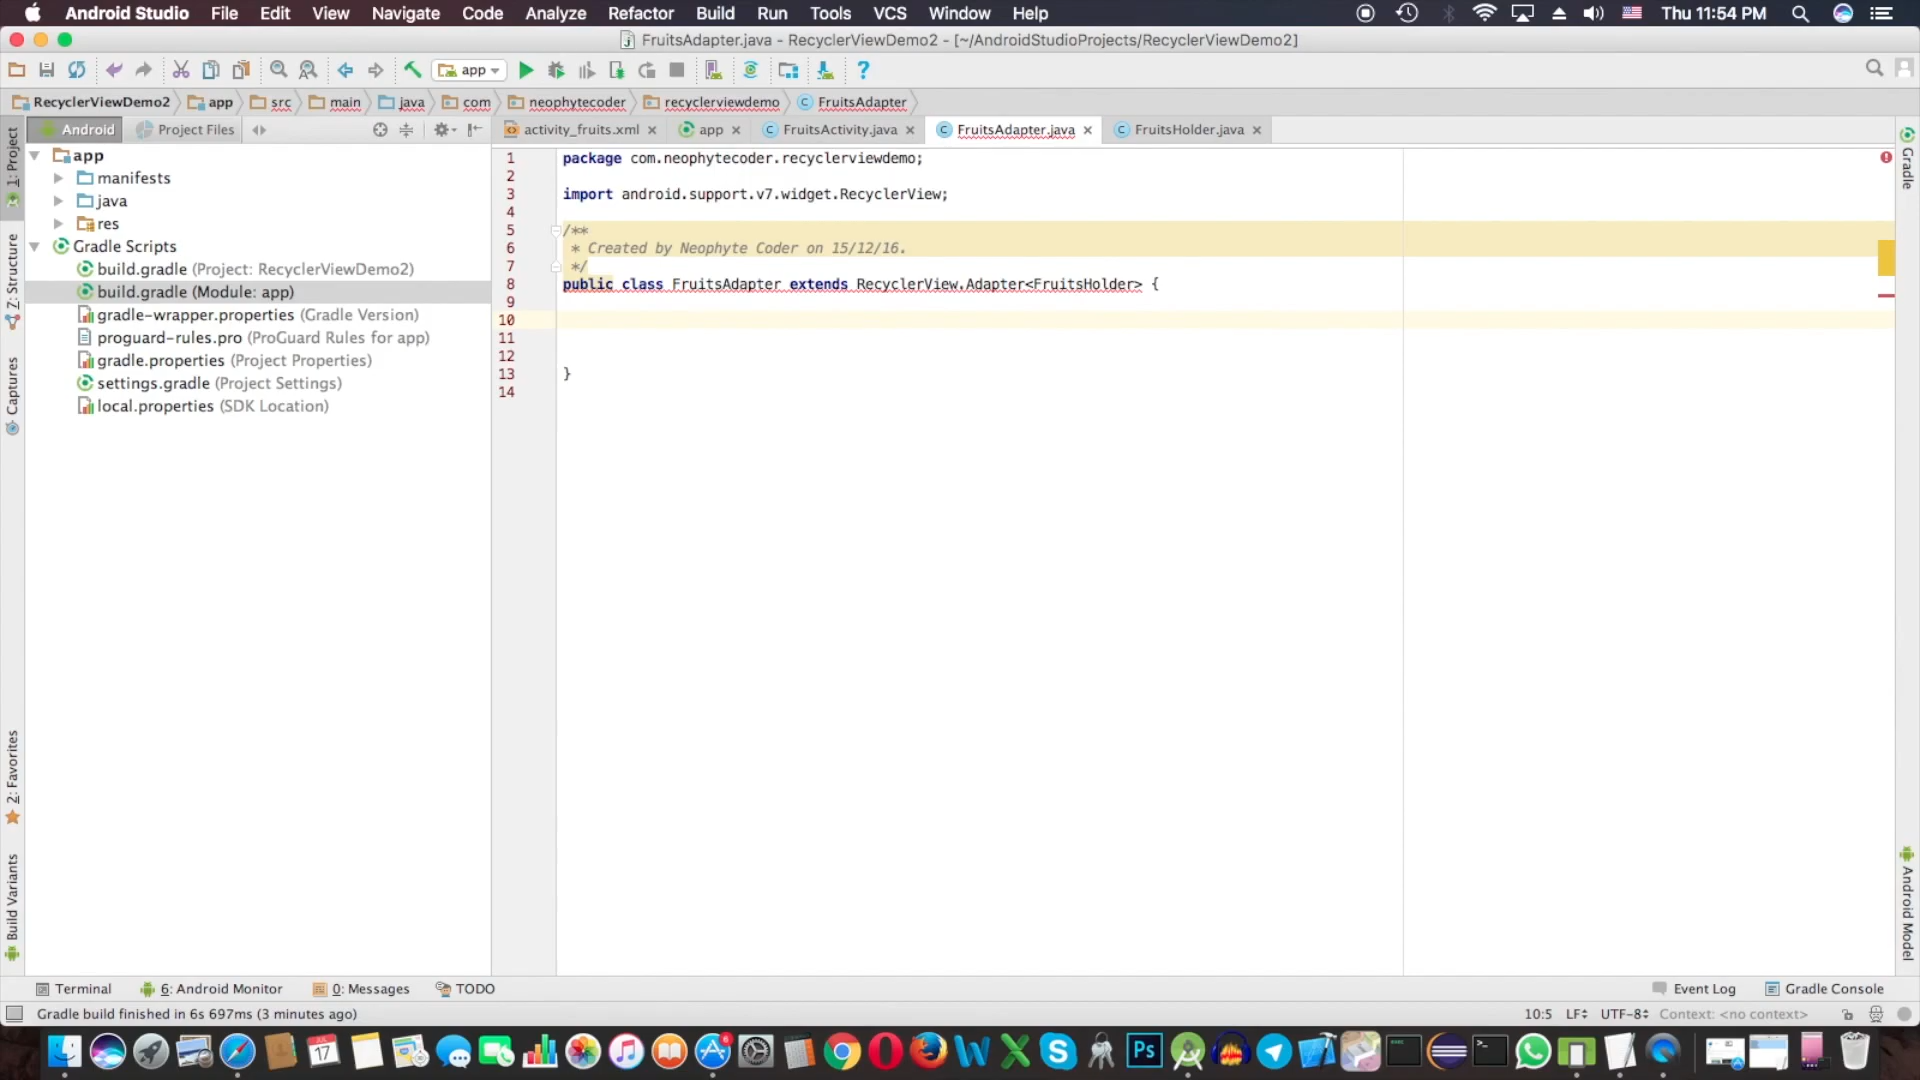 Android Studio File Edit View Navigate Code Analyze Refactor Build Run Tools VCS Window Help Thu 11:54 PM
FruitsAdapter.java - RecyclerViewDemo2 - [~/AndroidStudioProjects/RecyclerViewDemo2]
app
RecyclerViewDemo2 app src main java com neophytecoder recyclerviewdemo FruitsAdapter
Android Project Files
activity_fruits.xml app FruitsActivity.java FruitsAdapter.java FruitsHolder.java
1: Project
Z: Structure
Captures
2: Favorites
Build Variants
app
manifests
java
res
Gradle Scripts
build.gradle (Project: RecyclerViewDemo2)
build.gradle (Module: app)
gradle-wrapper.properties (Gradle Version)
proguard-rules.pro (ProGuard Rules for app)
gradle.properties (Project Properties)
settings.gradle (Project Settings)
local.properties (SDK Location)
1 package com.neophytecoder.recyclerviewdemo;
2
3 import android.support.v7.widget.RecyclerView;
4
5 /**
6 * Created by Neophyte Coder on 15/12/16.
7 */
8 public class FruitsAdapter extends RecyclerView.Adapter<FruitsHolder> {
9
10
11
12
13 }
14
Gradle
Android Model
Terminal 6: Android Monitor 0: Messages TODO Event Log Gradle Console
Gradle build finished in 6s 697ms (3 minutes ago) 10:5 LF UTF-8 Context: <no context>
17
Ps